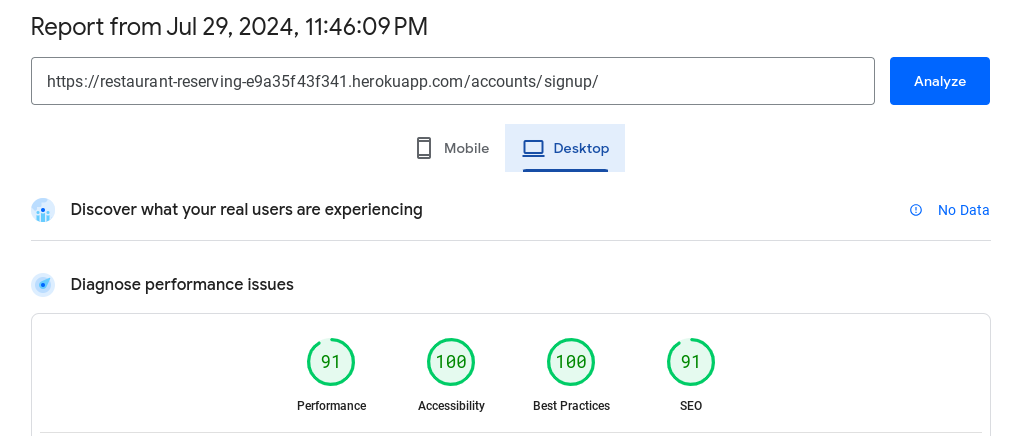 Report from Jul 29, 2024, 11:46:09 PM
https://restaurant-reserving-e9a35f43f341.herokuapp.com/accounts/signup/
Analyze
Mobile
Desktop
Discover what your real users are experiencing
No Data
Diagnose performance issues
91
100
100
91
Performance
Accessibility
Best Practices
SEO